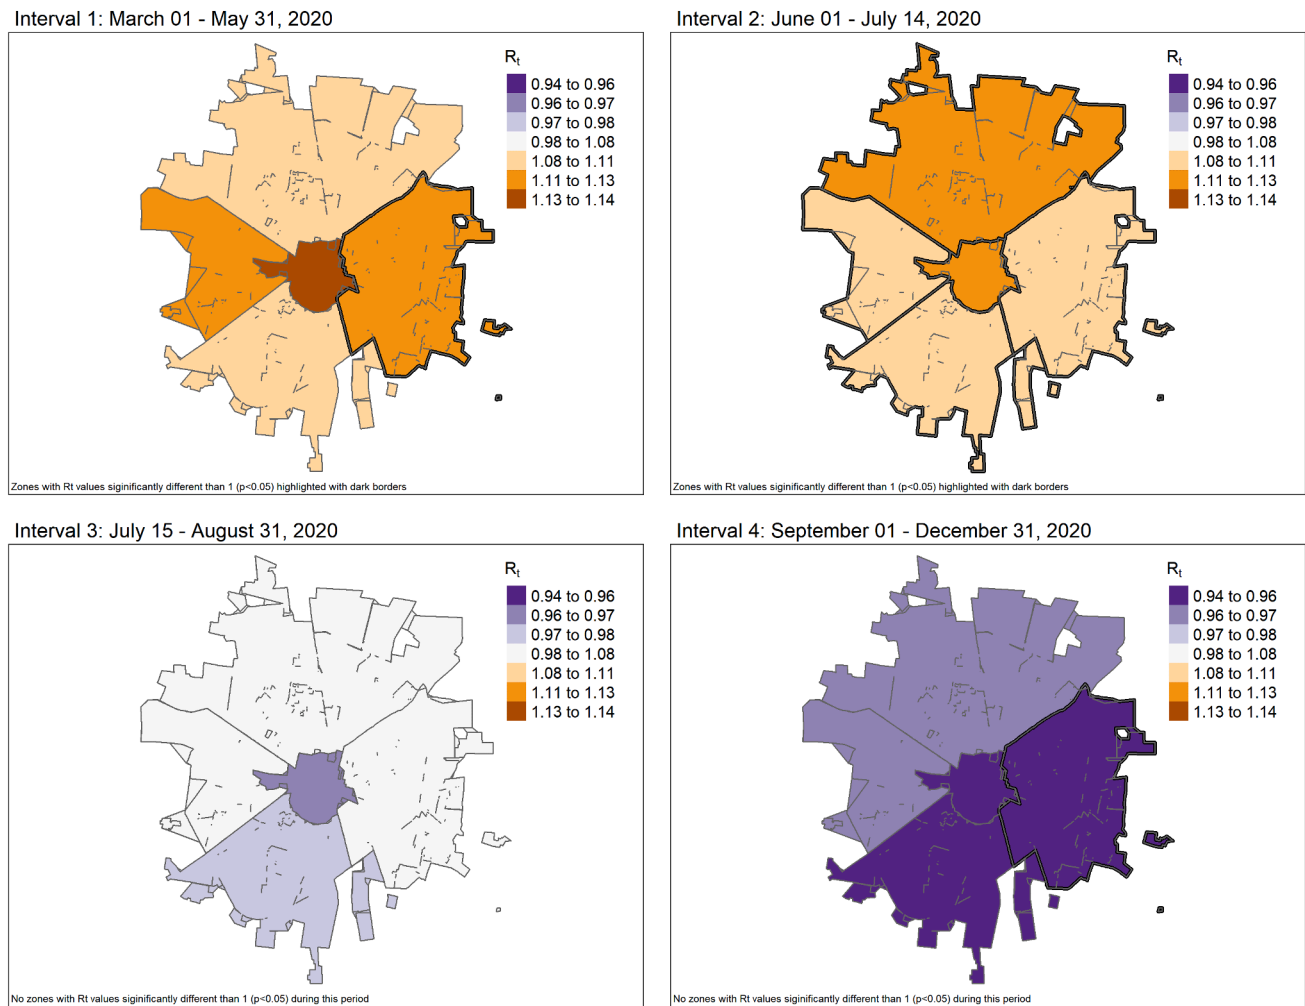 Interval 1: March 01 - May 31, 2020
Rₜ
0.94 to 0.96
0.96 to 0.97
0.97 to 0.98
0.98 to 1.08
1.08 to 1.11
1.11 to 1.13
1.13 to 1.14
Zones with Rt values siginificantly different than 1 (p<0.05) highlighted with dark borders
Interval 2: June 01 - July 14, 2020
Rₜ
0.94 to 0.96
0.96 to 0.97
0.97 to 0.98
0.98 to 1.08
1.08 to 1.11
1.11 to 1.13
1.13 to 1.14
Zones with Rt values siginificantly different than 1 (p<0.05) highlighted with dark borders
Interval 3: July 15 - August 31, 2020
Rₜ
0.94 to 0.96
0.96 to 0.97
0.97 to 0.98
0.98 to 1.08
1.08 to 1.11
1.11 to 1.13
1.13 to 1.14
No zones with Rt values siginificantly different than 1 (p<0.05) during this period
Interval 4: September 01 - December 31, 2020
Rₜ
0.94 to 0.96
0.96 to 0.97
0.97 to 0.98
0.98 to 1.08
1.08 to 1.11
1.11 to 1.13
1.13 to 1.14
No zones with Rt values siginificantly different than 1 (p<0.05) during this period